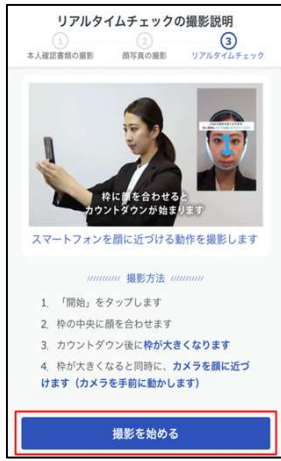 リアルタイムチェックの撮影説明
1
2
3
本人確認書類の撮影
顔写真の撮影
リアルタイムチェック
枠に顔を合わせると
カウントダウンが始まります
スマートフォンを顔に近づける動作を撮影します
撮影方法
1. 「開始」をタップします
2. 枠の中央に顔を合わせます
3. カウントダウン後に枠が大きくなります
4. 枠が大きくなると同時に、カメラを顔に近づ
けます（カメラを手前に動かします）
撮影を始める